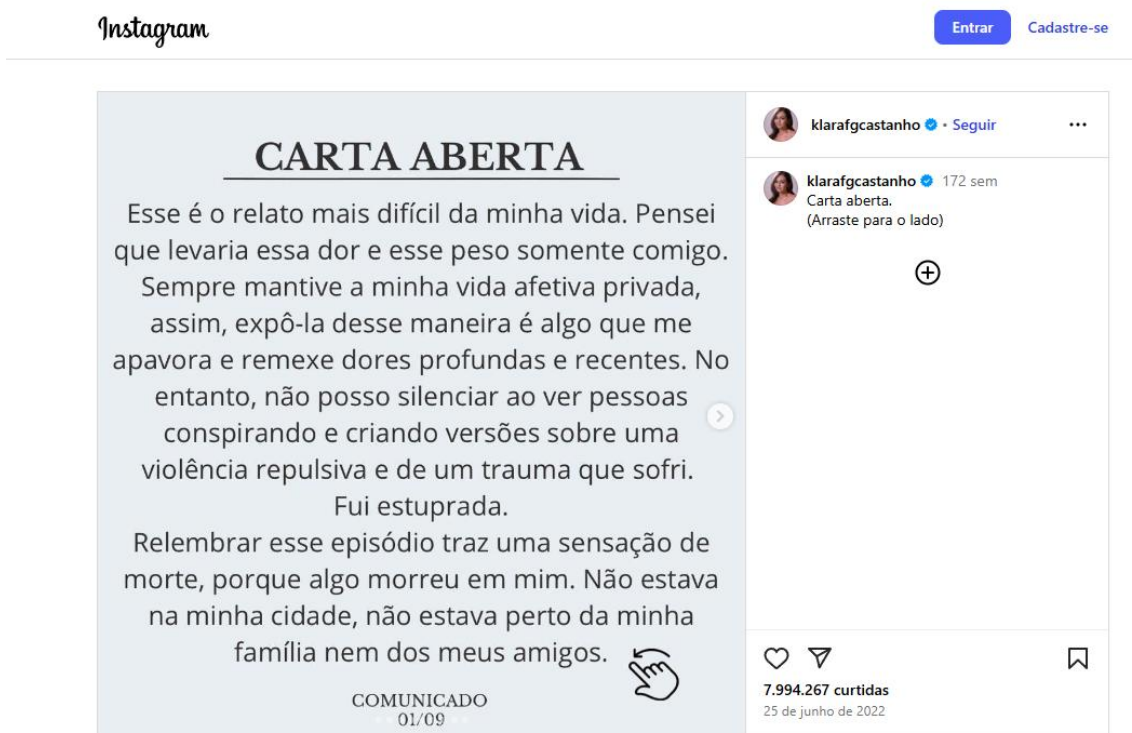 Instagram
Entrar
Cadastre-se
CARTA ABERTA
Esse é o relato mais difícil da minha vida. Pensei
que levaria essa dor e esse peso somente comigo.
Sempre mantive a minha vida afetiva privada,
assim, expô-la desse maneira é algo que me
apavora e remexe dores profundas e recentes. No
entanto, não posso silenciar ao ver pessoas
conspirando e criando versões sobre uma
violência repulsiva e de um trauma que sofri.
Fui estuprada.
Relembrar esse episódio traz uma sensação de
morte, porque algo morreu em mim. Não estava
na minha cidade, não estava perto da minha
família nem dos meus amigos.
COMUNICADO
01/09
klarafgcastanho • Seguir
klarafgcastanho 172 sem
Carta aberta.
(Arraste para o lado)
7.994.267 curtidas
25 de junho de 2022